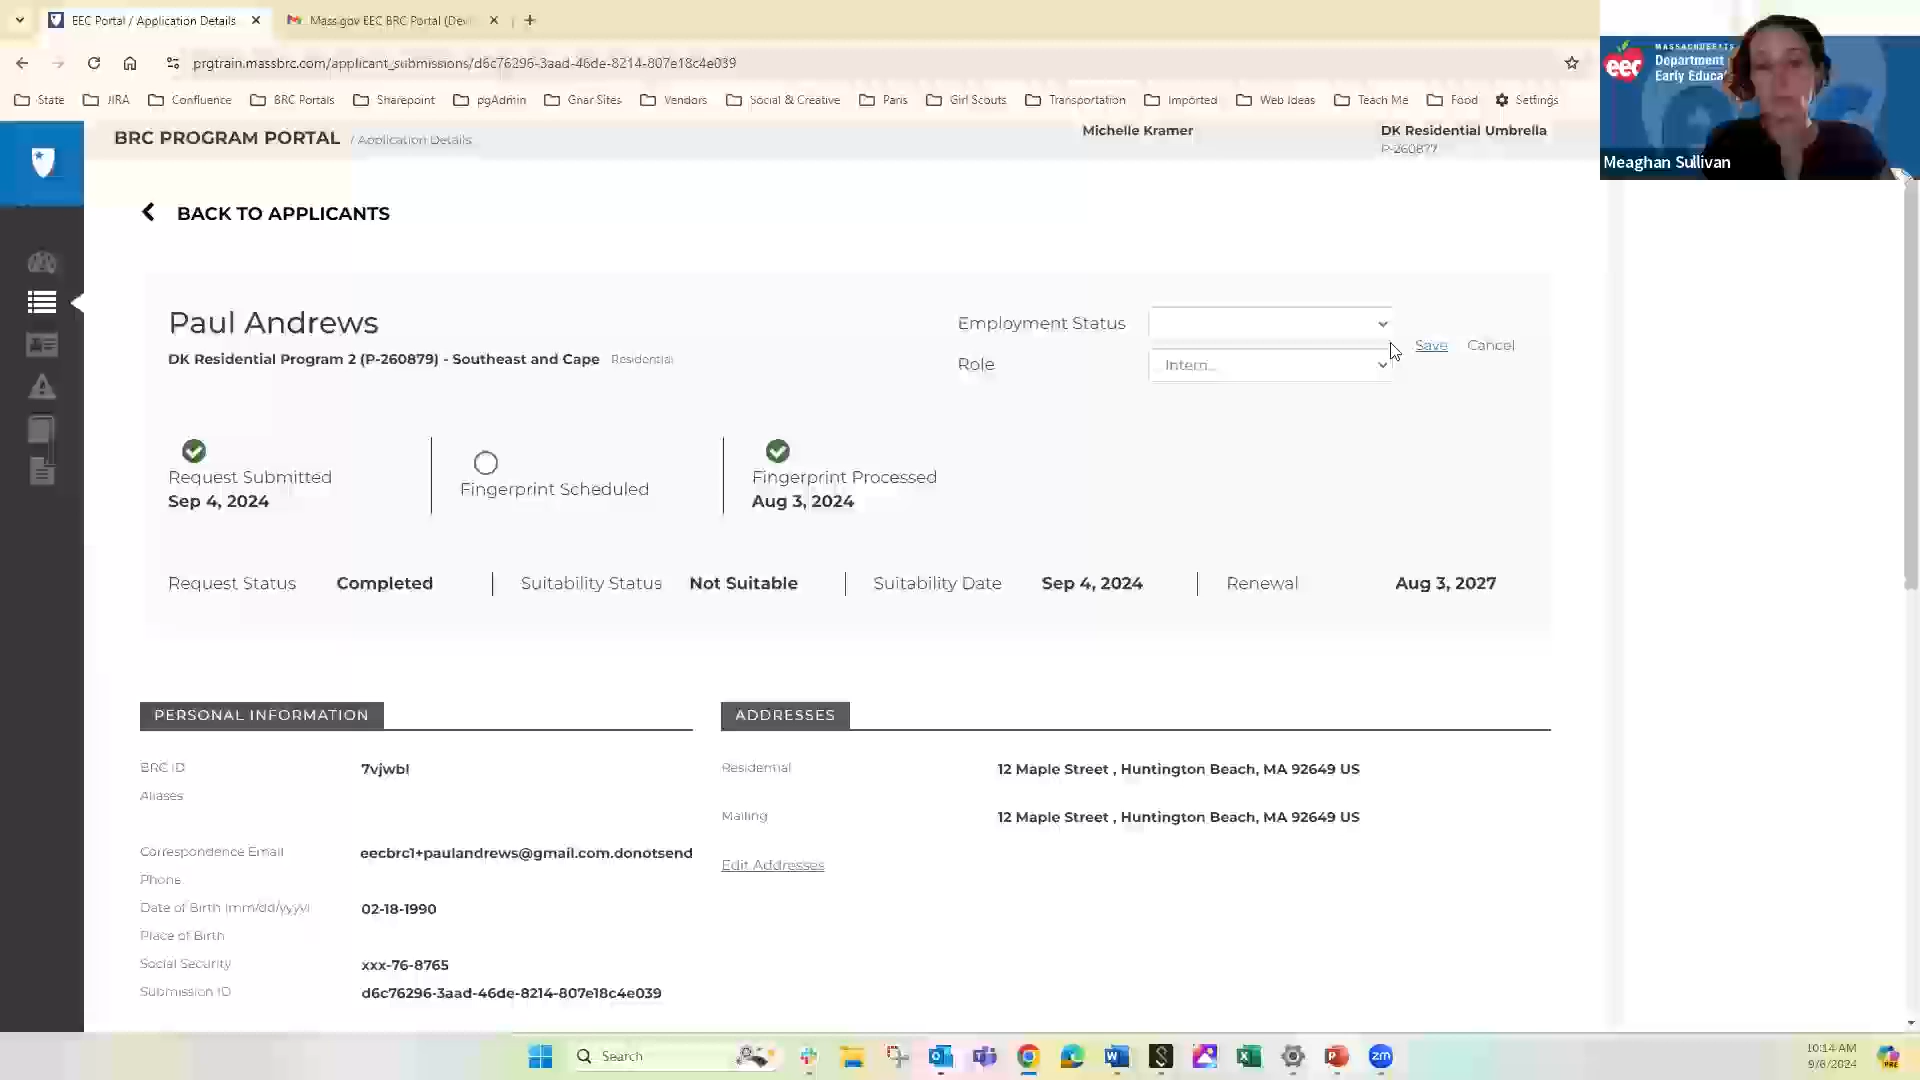 EEC Portal / Application Details
Mass.gov EEC BRC Portal (Dev
prgtrain.massbrc.com/applicant_submissions/d6c76296-3aad-46de-8214-807e18c4e039
State JIRA Confluence BRC Portals Sharepoint pgAdmin Gnar Sites Vendors Social & Creative Paris Girl Scouts Transportation Imported Web Ideas Teach Me Food Settings
MASSACHUSETTS
eec
Department
Early Educa
Meaghan Sullivan
BRC PROGRAM PORTAL / Application Details
Michelle Kramer
DK Residential Umbrella
P-260877
BACK TO APPLICANTS
Paul Andrews
DK Residential Program 2 (P-260879) - Southeast and Cape Residential
Employment Status
Role Intern...
Save Cancel
Request Submitted
Sep 4, 2024
Fingerprint Scheduled
Fingerprint Processed
Aug 3, 2024
Request Status Completed
Suitability Status Not Suitable
Suitability Date Sep 4, 2024
Renewal Aug 3, 2027
PERSONAL INFORMATION
BRC ID 7vjwbl
Aliases
Correspondence Email eecbrc1+paulandrews@gmail.com.donotsend
Phone
Date of Birth (mm/dd/yyyy) 02-18-1990
Place of Birth
Social Security xxx-76-8765
Submission ID d6c76296-3aad-46de-8214-807e18c4e039
ADDRESSES
Residential 12 Maple Street , Huntington Beach, MA 92649 US
Mailing 12 Maple Street , Huntington Beach, MA 92649 US
Edit Addresses
Search
zm
10:14 AM
9/6/2024